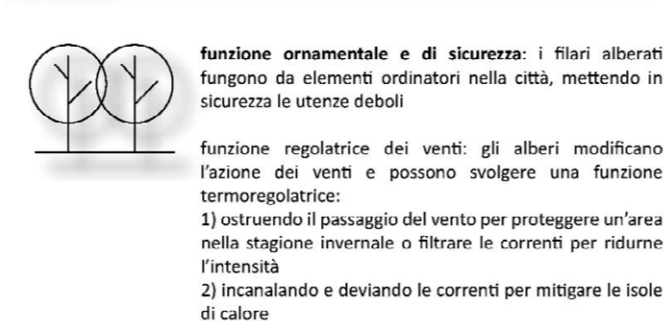 funzione ornamentale e di sicurezza: i filari alberati
fungono da elementi ordinatori nella città, mettendo in
sicurezza le utenze deboli
funzione regolatrice dei venti: gli alberi modificano
l'azione dei venti e possono svolgere una funzione
termoregolatrice:
1) ostruendo il passaggio del vento per proteggere un'area
nella stagione invernale o filtrare le correnti per ridurne
l'intensità
2) incanalando e deviando le correnti per mitigare le isole
di calore